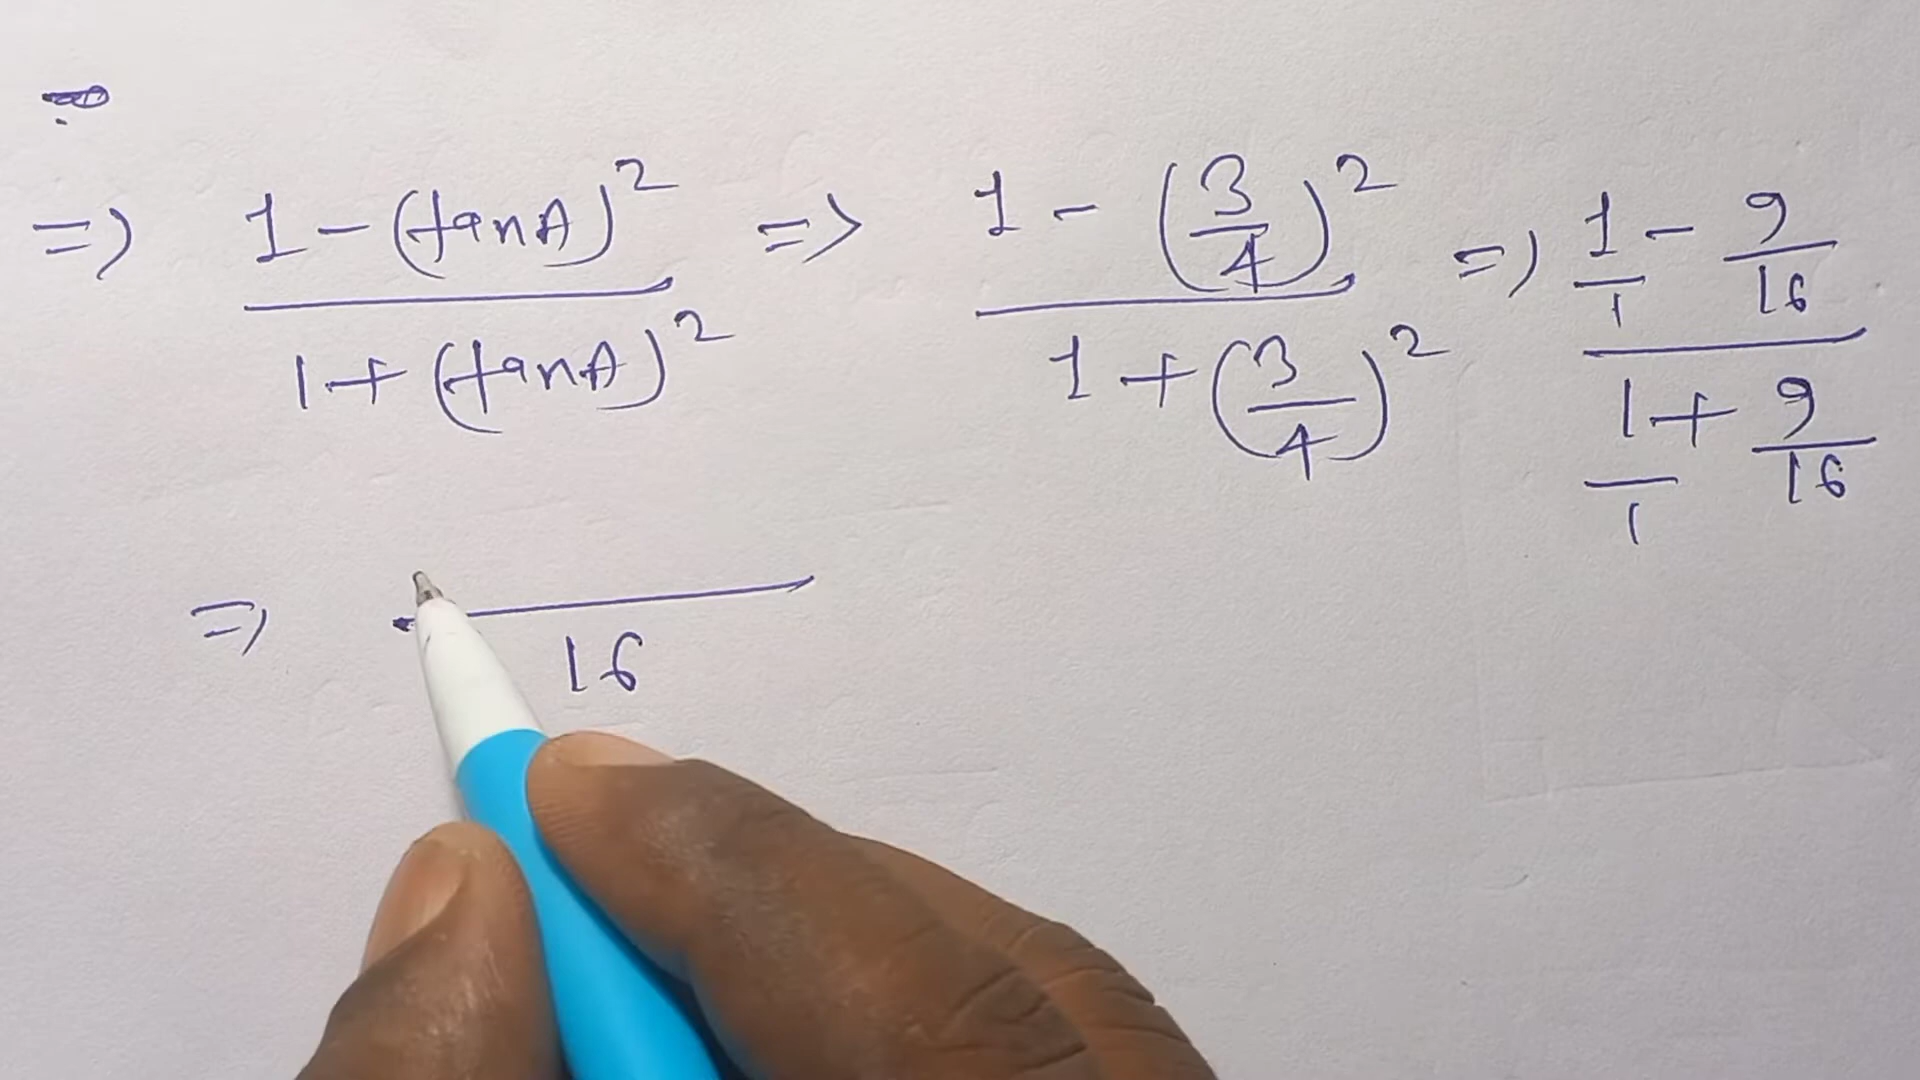 => 1 - (tanA)² / 1 + (tanA)² => 1 - (3/4)² / 1 + (3/4)² => 1/1 - 9/16 / 1/1 + 9/16
=> / 16